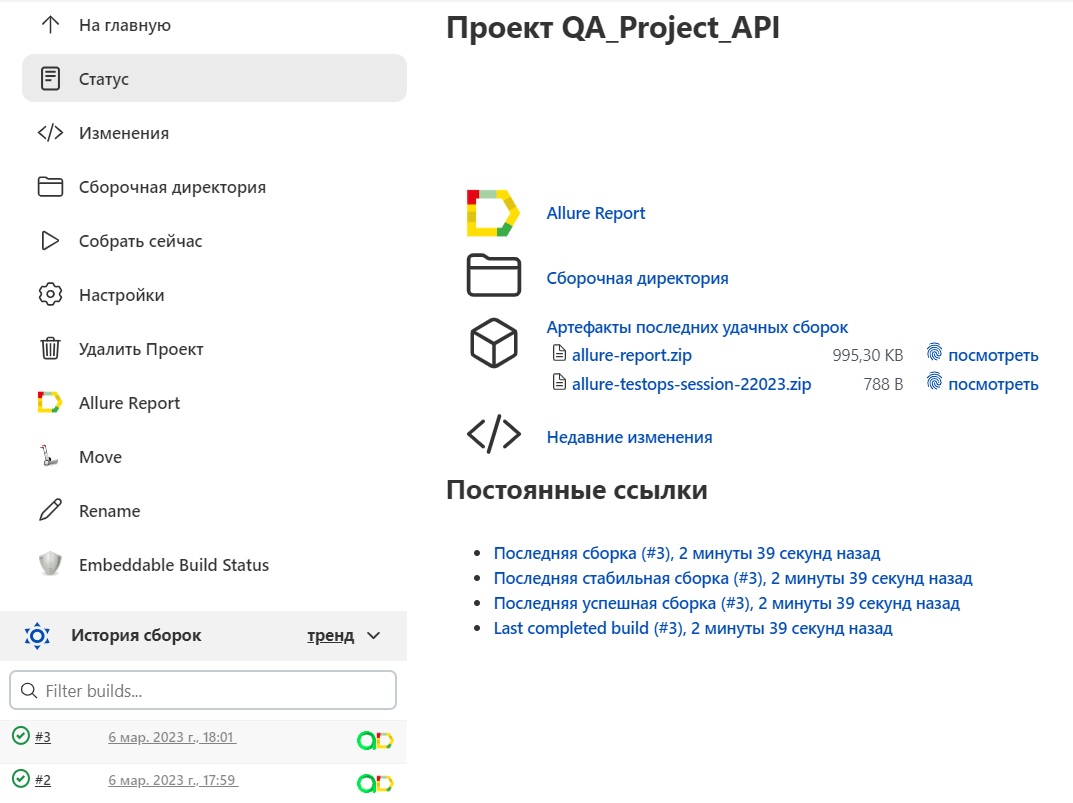 На главную
Статус
Изменения
Сборочная директория
Собрать сейчас
Настройки
Удалить Проект
Allure Report
Move
Rename
Embeddable Build Status
История сборок тренд
Filter builds...
#3 6 мар. 2023 г., 18:01
#2 6 мар. 2023 г., 17:59
Проект QA_Project_API
Allure Report
Сборочная директория
Артефакты последних удачных сборок
allure-report.zip 995,30 KB посмотреть
allure-testops-session-22023.zip 788 B посмотреть
Недавние изменения
Постоянные ссылки
Последняя сборка (#3), 2 минуты 39 секунд назад
Последняя стабильная сборка (#3), 2 минуты 39 секунд назад
Последняя успешная сборка (#3), 2 минуты 39 секунд назад
Last completed build (#3), 2 минуты 39 секунд назад